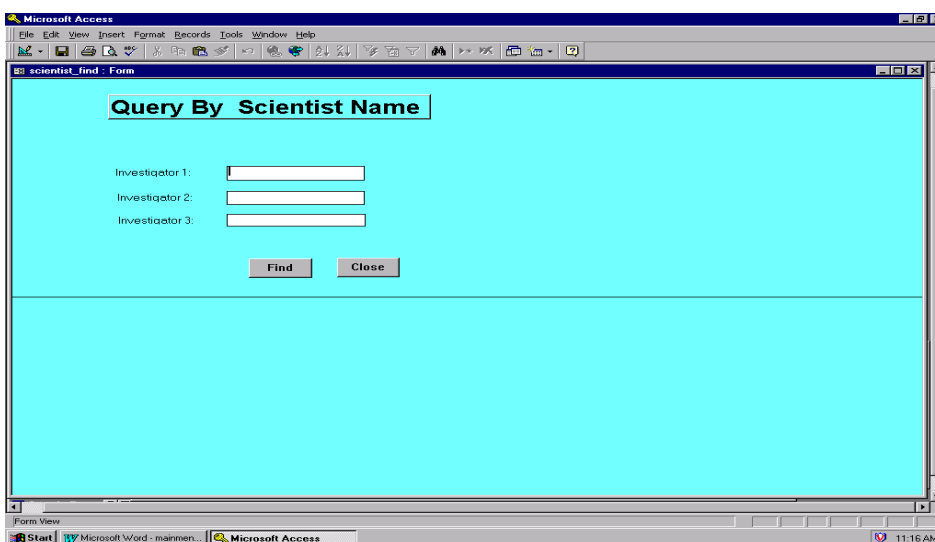 Microsoft Access
File Edit View Insert Format Records Tools Window Help
scientist_find : Form
Query By Scientist Name
Investigator 1:
Investigator 2:
Investigator 3:
Find Close
Form View
Start Microsoft Word - mainmen... Microsoft Access 11:16 AM